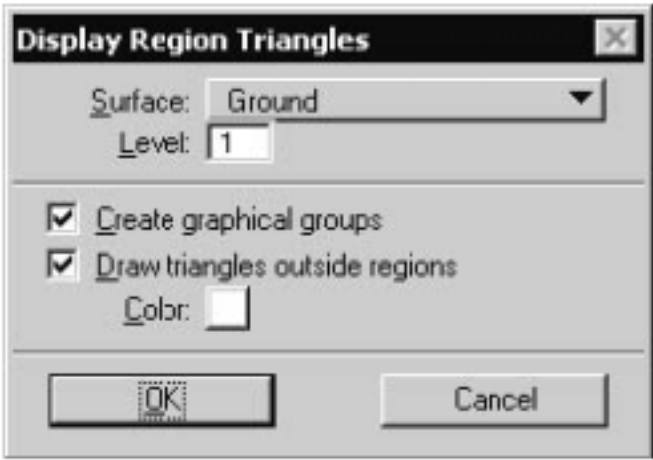 Display Region Triangles
Surface: Ground
Level: 1
Create graphical groups
Draw triangles outside regions
Color:
OK Cancel